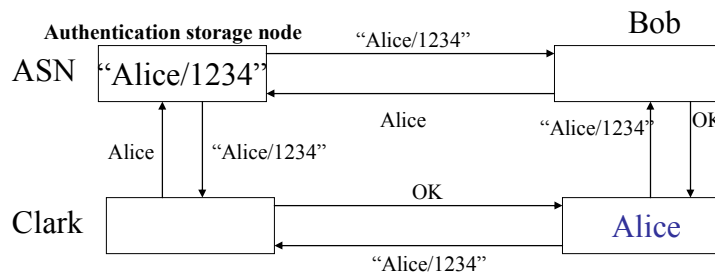 Bob
Authentication storage node
“Alice/1234”
ASN
“Alice/1234”
Alice
Alice
“Alice/1234”
“Alice/1234”
OK
OK
Clark
Alice
“Alice/1234”